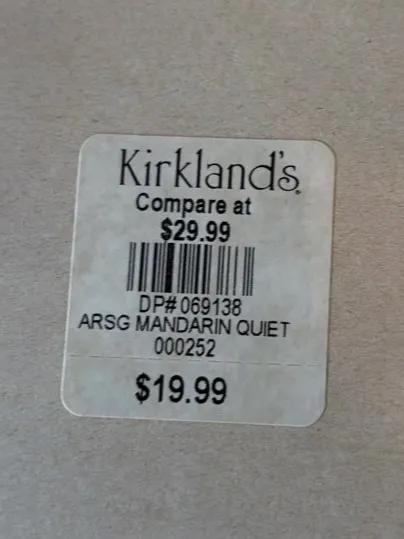 Kirkland's
Compare at
$29.99
DP# 069138
ARSG MANDARIN QUIET
000252
$19.99